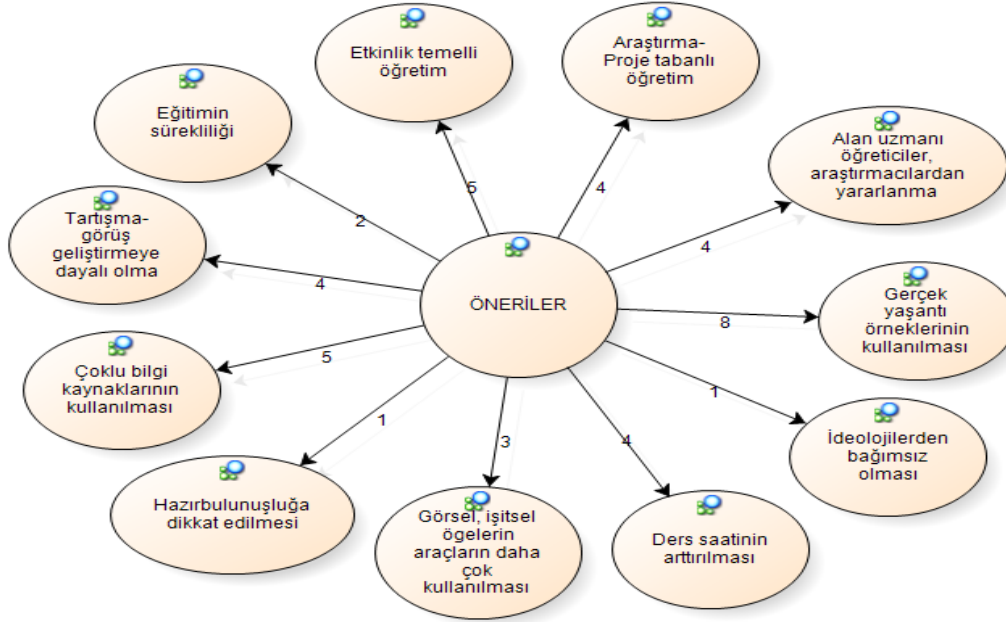 Etkinlik temelli
öğretim
Araştırma-
Proje tabanlı
öğretim
Eğitimin
sürekliliği
Alan uzmanı
öğreticiler,
araştırmacılardan
yararlanma
Tartışma-
görüş
geliştirmeye
dayalı olma
5
4
2
4
4
ÖNERİLER
Gerçek
yaşantı
örneklerinin
kullanılması
8
5
Çoklu bilgi
kaynaklarının
kullanılması
1
1
3
4
İdeolojilerden
bağımsız
olması
Hazırbulunuşluğa
dikkat edilmesi
Görsel, işitsel
ögelerin
araçların daha
çok kullanılması
Ders saatinin
arttırılması